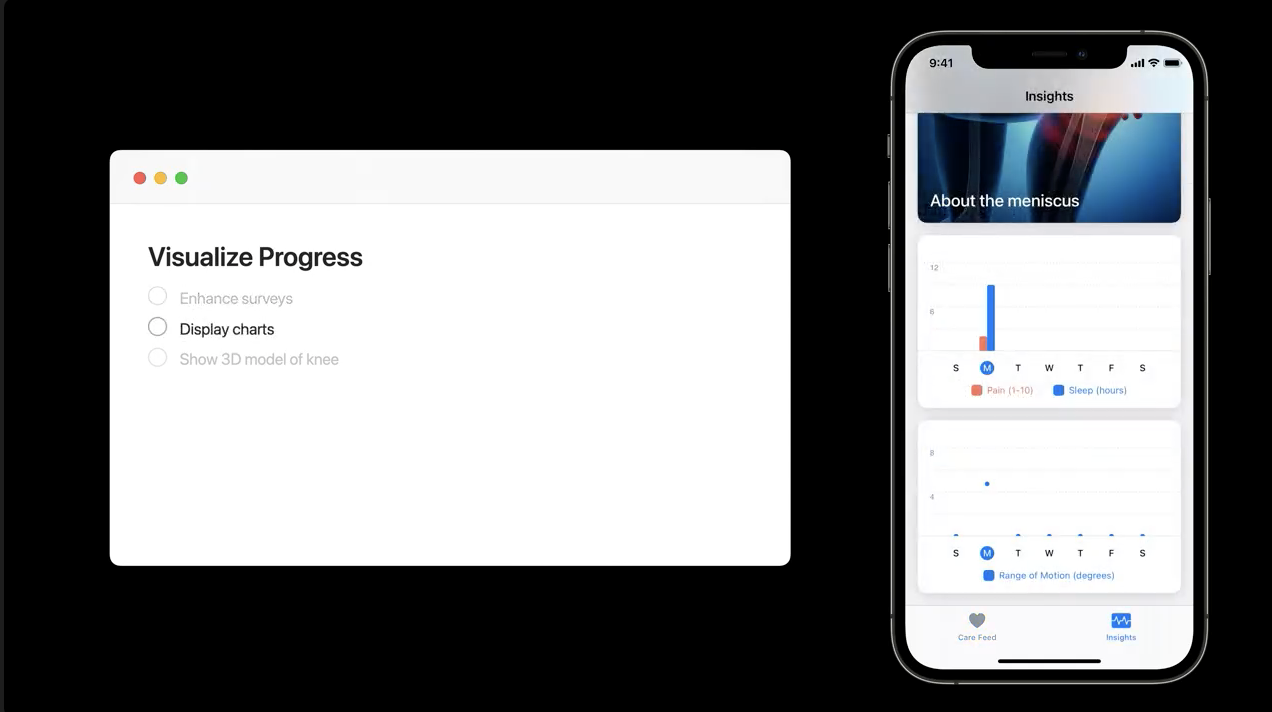 Visualize Progress
Enhance surveys
Display charts
Show 3D model of knee
9:41
Insights
About the meniscus
12
6
S M T W T F S
Pain (1-10) Sleep (hours)
8
4
S M T W T F S
Range of Motion (degrees)
Care Feed Insights